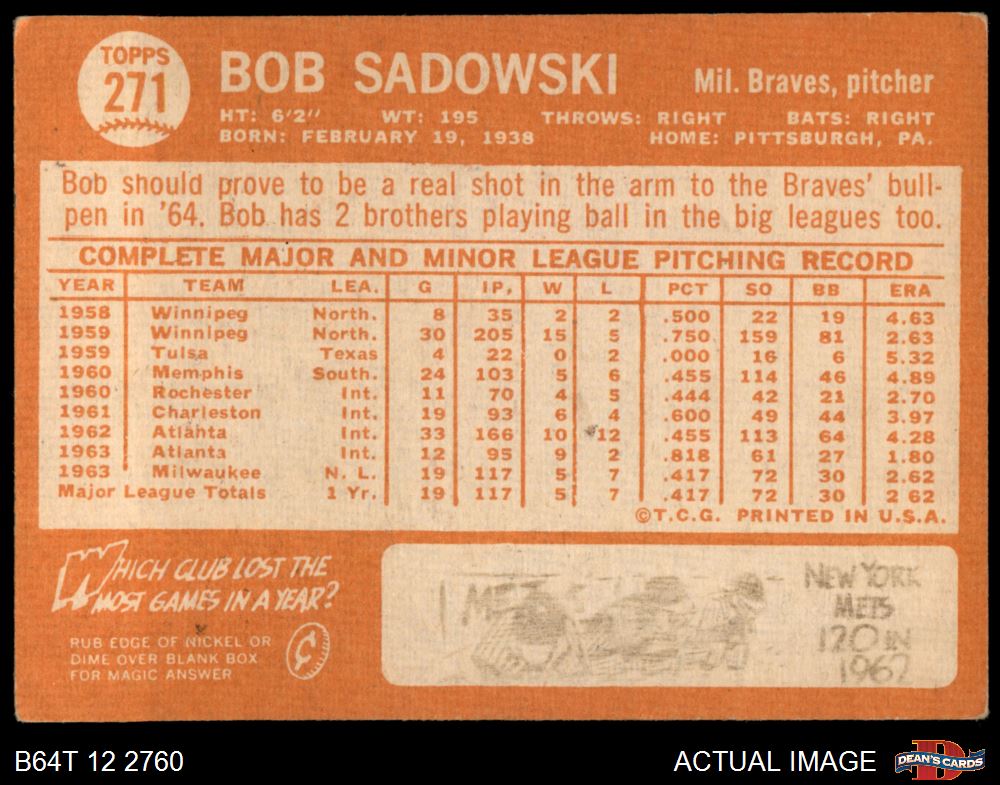 TOPPS
271
BOB SADOWSKI
Mil. Braves, pitcher
HT: 6'2" WT: 195 THROWS: RIGHT BATS: RIGHT
BORN: FEBRUARY 19, 1938 HOME: PITTSBURGH, PA.
Bob should prove to be a real shot in the arm to the Braves' bull-
pen in '64. Bob has 2 brothers playing ball in the big leagues too.
COMPLETE MAJOR AND MINOR LEAGUE PITCHING RECORD
YEAR TEAM LEA. G IP. W L PCT SO BB ERA
1958 Winnipeg North. 8 35 2 2 .500 22 19 4.63
1959 Winnipeg North. 30 205 15 5 .750 159 81 2.63
1959 Tulsa Texas 4 22 0 2 .000 16 6 5.32
1960 Memphis South. 24 103 5 6 .455 114 46 4.89
1960 Rochester Int. 11 70 4 5 .444 42 21 2.70
1961 Charleston Int. 19 93 6 4 .600 49 44 3.97
1962 Atlanta Int. 33 166 10 12 .455 113 64 4.28
1963 Atlanta Int. 12 95 9 2 .818 61 27 1.80
1963 Milwaukee N. L. 19 117 5 7 .417 72 30 2.62
Major League Totals 1 Yr. 19 117 5 7 .417 72 30 2 62
©T.C.G. PRINTED IN U.S.A.
WHICH CLUB LOST THE
MOST GAMES IN A YEAR?
RUB EDGE OF NICKEL OR
DIME OVER BLANK BOX
FOR MAGIC ANSWER
NEW YORK
METS
120 IN
1962
B64T 12 2760
ACTUAL IMAGE
DEAN'S CARDS